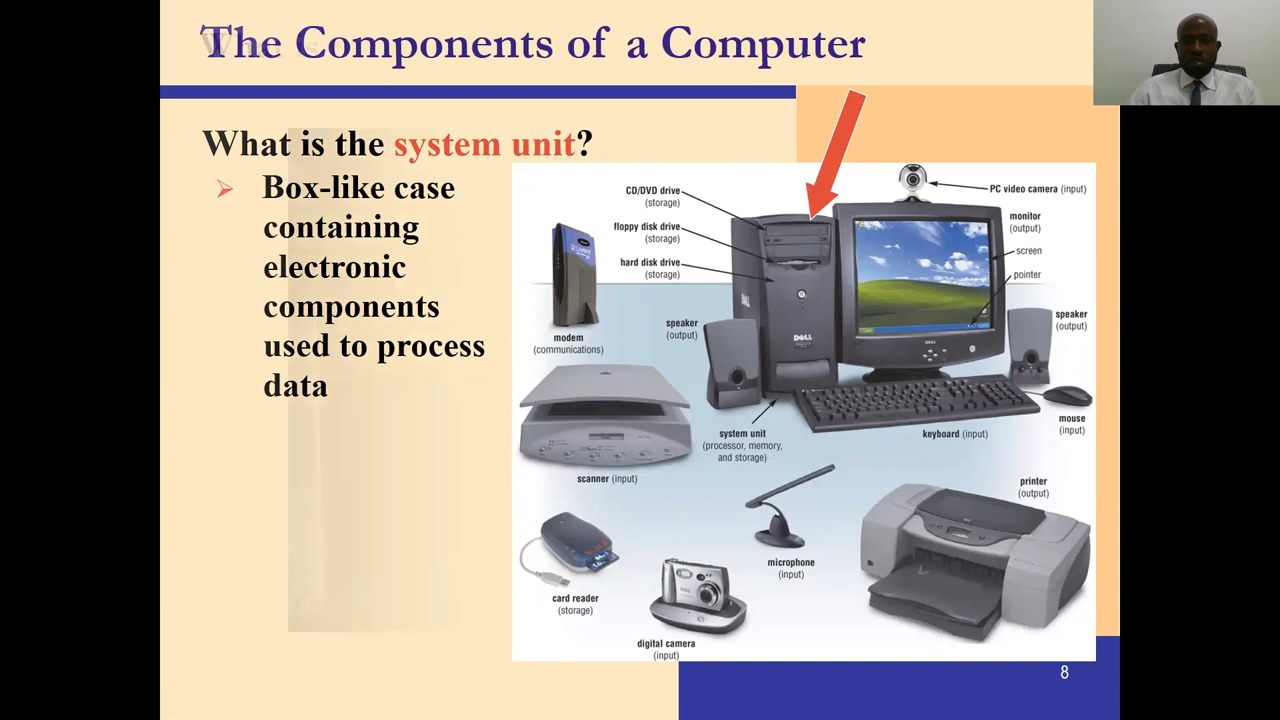 The Components of a Computer
What is the system unit?
Box-like case
containing
electronic
components
used to process
data
CD/DVD drive
(storage)
floppy disk drive
(storage)
hard disk drive
(storage)
PC video camera (input)
monitor
(output)
screen
pointer
speaker
(output)
speaker
(output)
modem
(communications)
DELL
DELL
DELL
system unit
(processor, memory,
and storage)
keyboard (input)
mouse
(input)
scanner (input)
printer
(output)
microphone
(input)
card reader
(storage)
digital camera
(input)
8